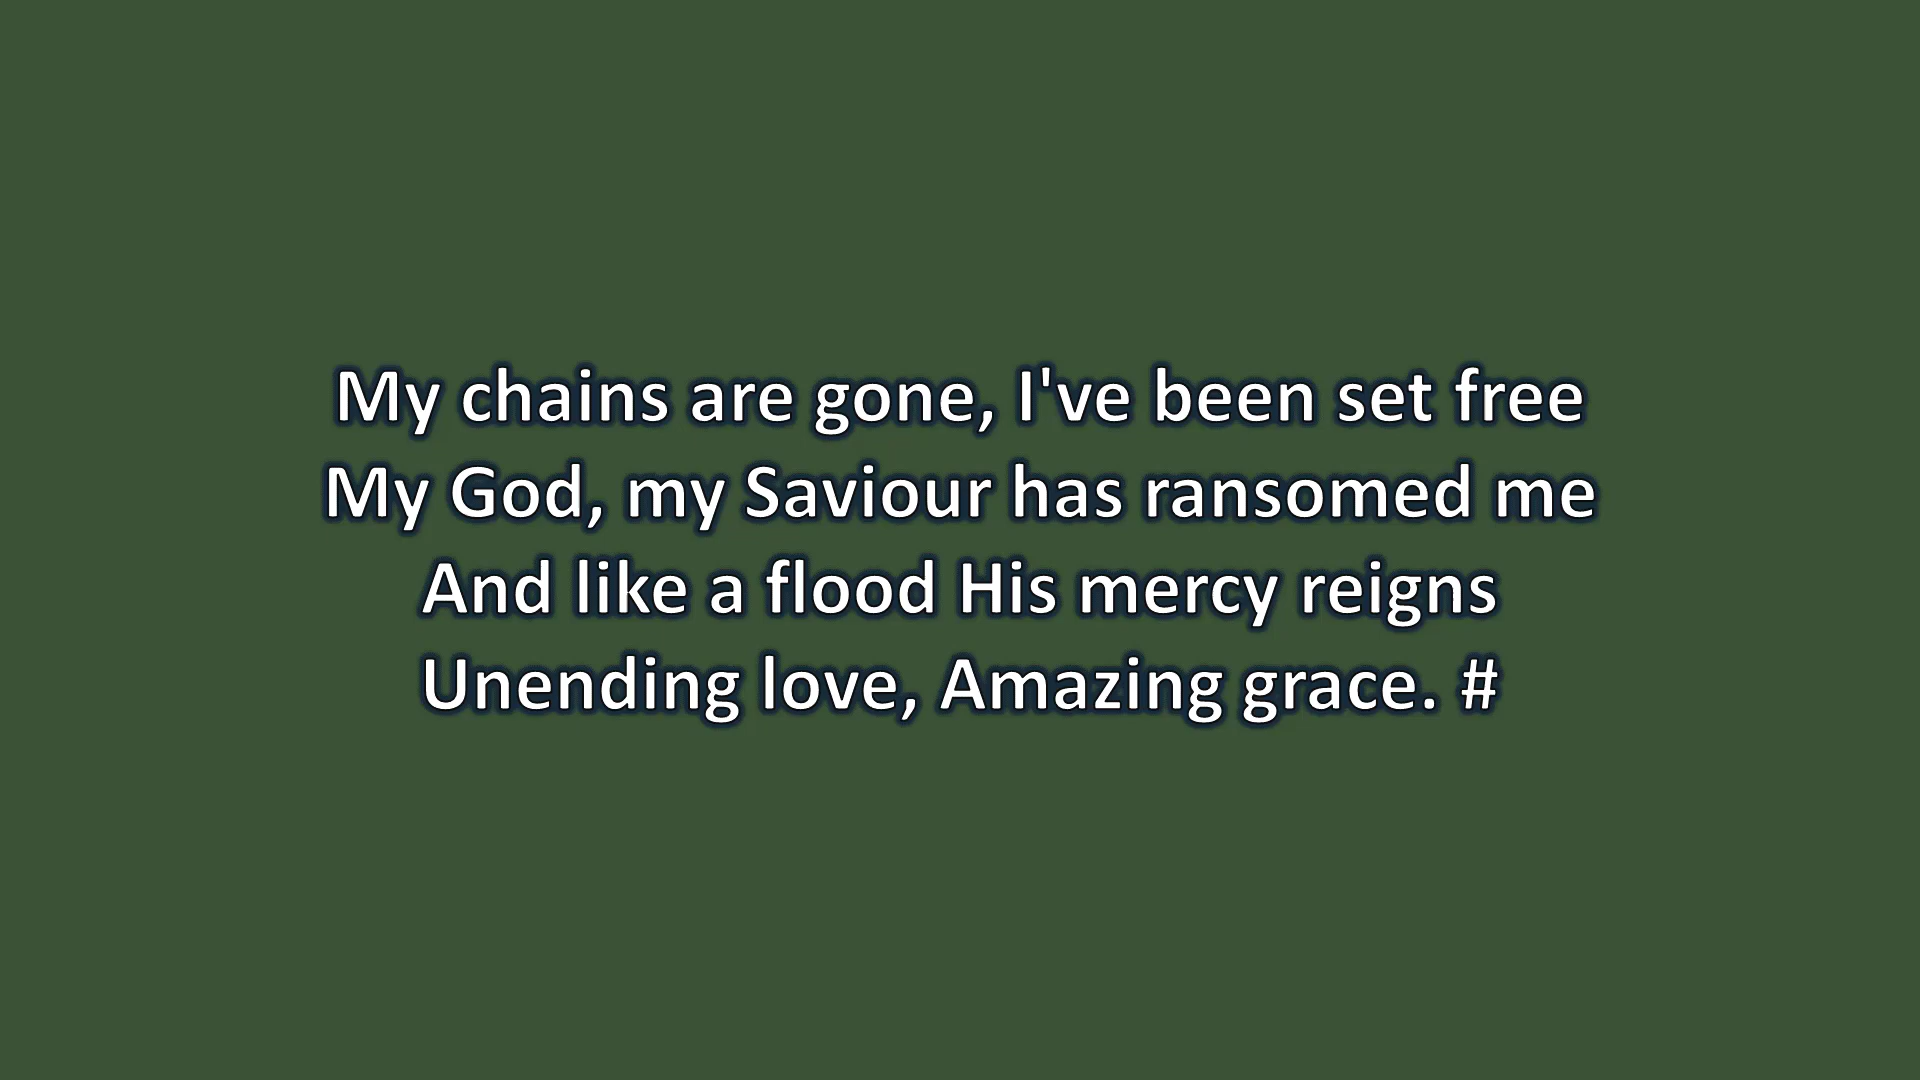 My chains are gone, I've been set free
My God, my Saviour has ransomed me
And like a flood His mercy reigns
Unending love, Amazing grace. #